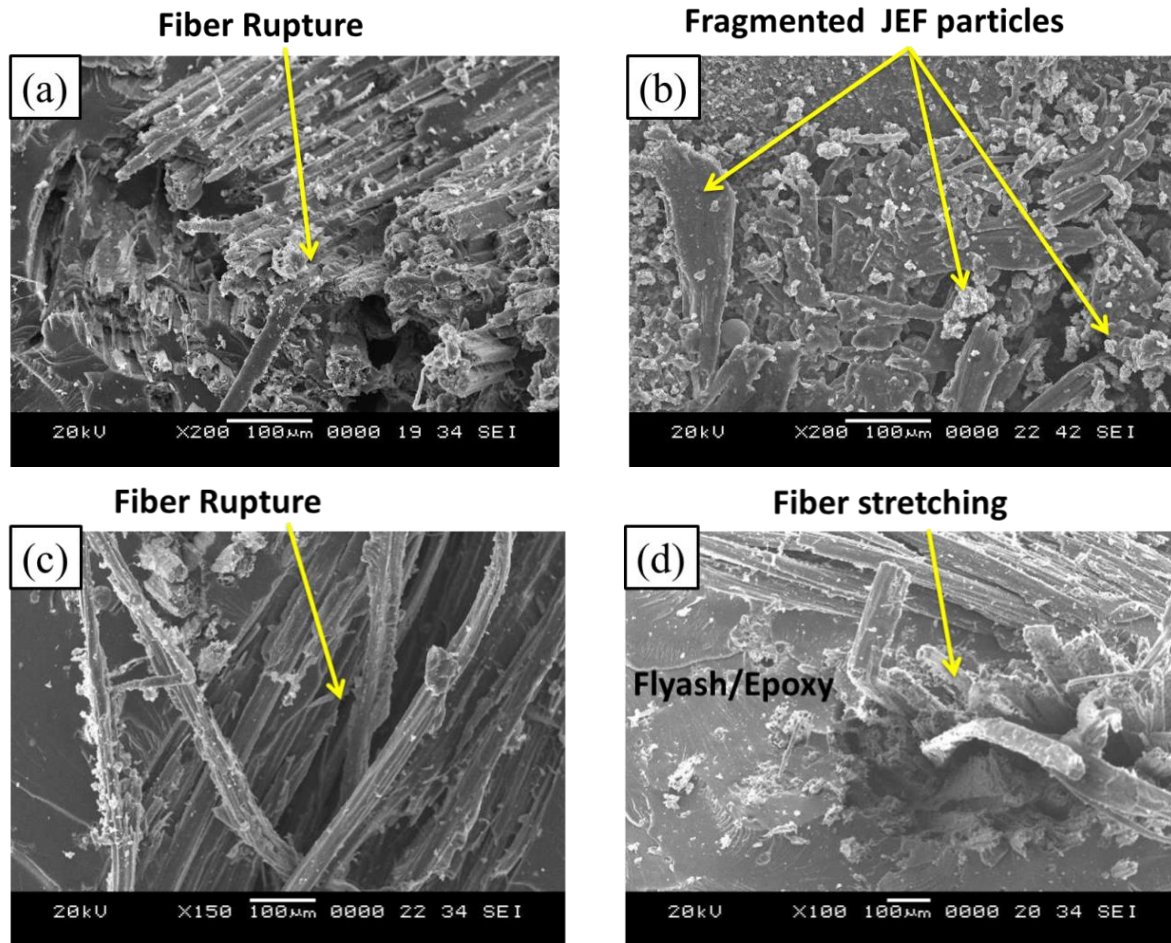 Fiber Rupture
Fragmented JEF particles
(a)
(b)
20kV X200 100µm 0000 19 34 SEI
20kV X200 100µm 0000 22 42 SEI
Fiber Rupture
Fiber stretching
(c)
(d)
Flyash/Epoxy
20kV X150 100µm 0000 22 34 SEI
20kV X100 100µm 0000 20 34 SEI